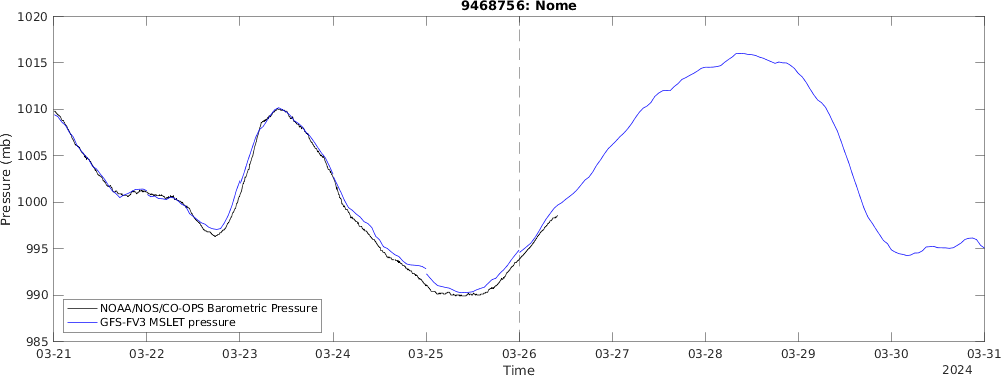 9468756: Nome
1020
1015
1010
1005
1000
995
990
985
Pressure (mb)
NOAA/NOS/CO-OPS Barometric Pressure
GFS-FV3 MSLET pressure
03-21 03-22 03-23 03-24 03-25 03-26 03-27 03-28 03-29 03-30 03-31
Time
2024